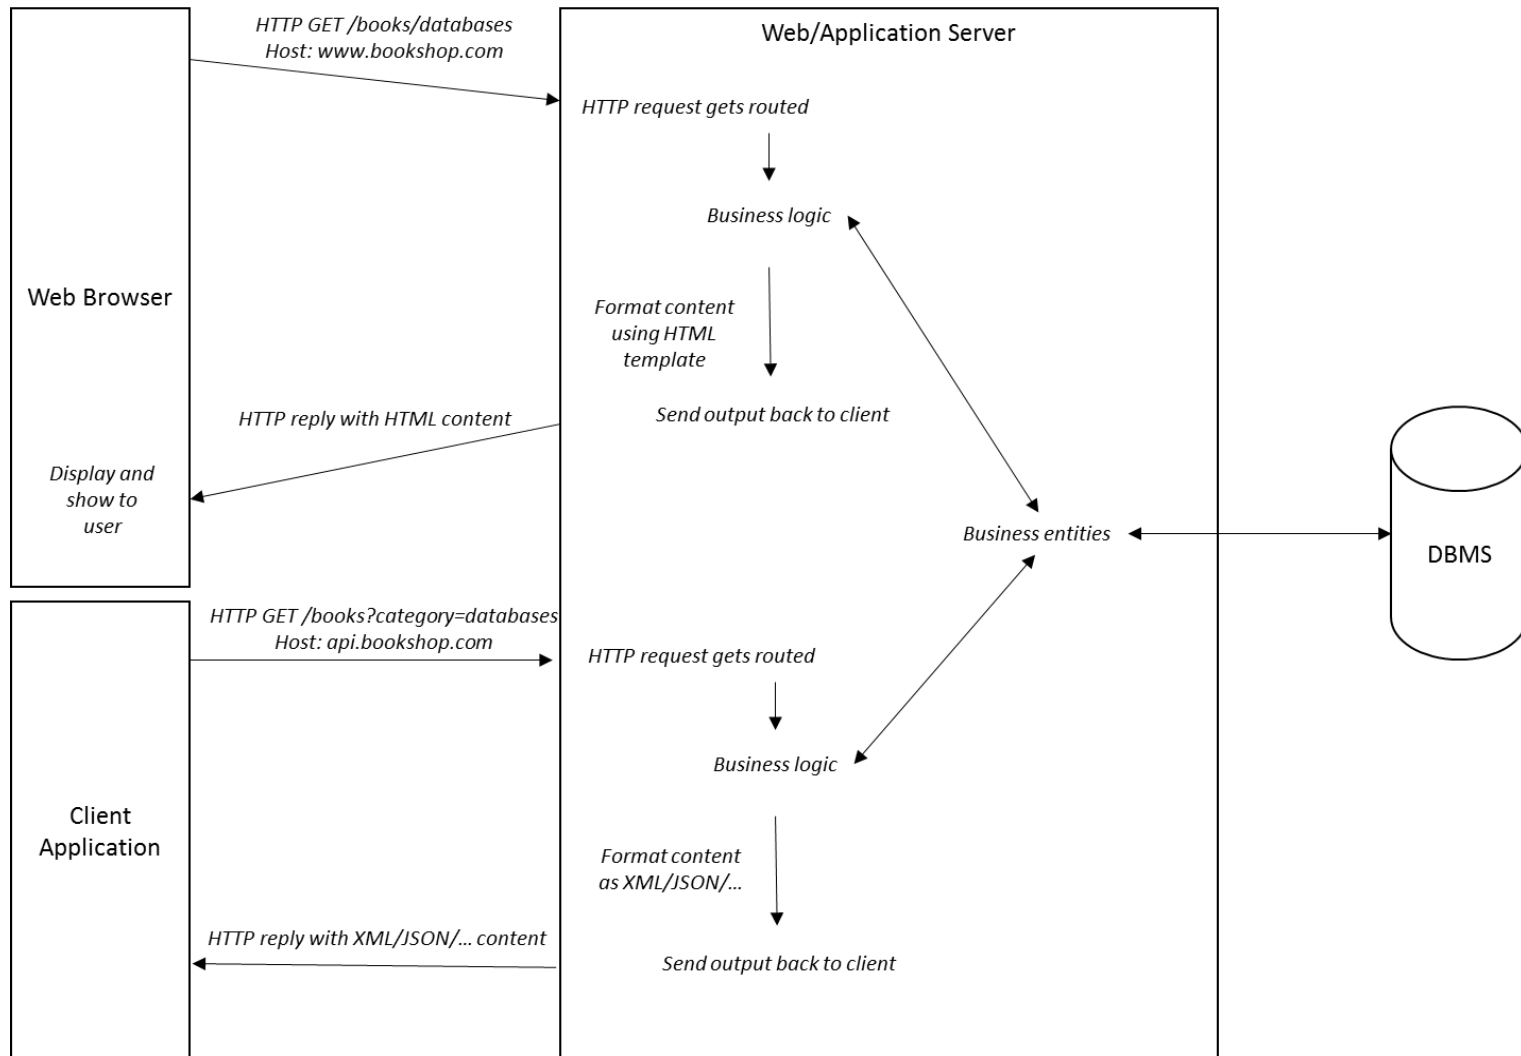 HTTP GET /books/databases
Host: www.bookshop.com
Web/Application Server
HTTP request gets routed
Business logic
Web Browser
Format content
using HTML
template
HTTP reply with HTML content
Send output back to client
Display and
show to
user
Business entities
DBMS
HTTP GET /books?category=databases
Host: api.bookshop.com
HTTP request gets routed
Business logic
Client
Application
Format content
as XML/JSON/...
HTTP reply with XML/JSON/... content
Send output back to client